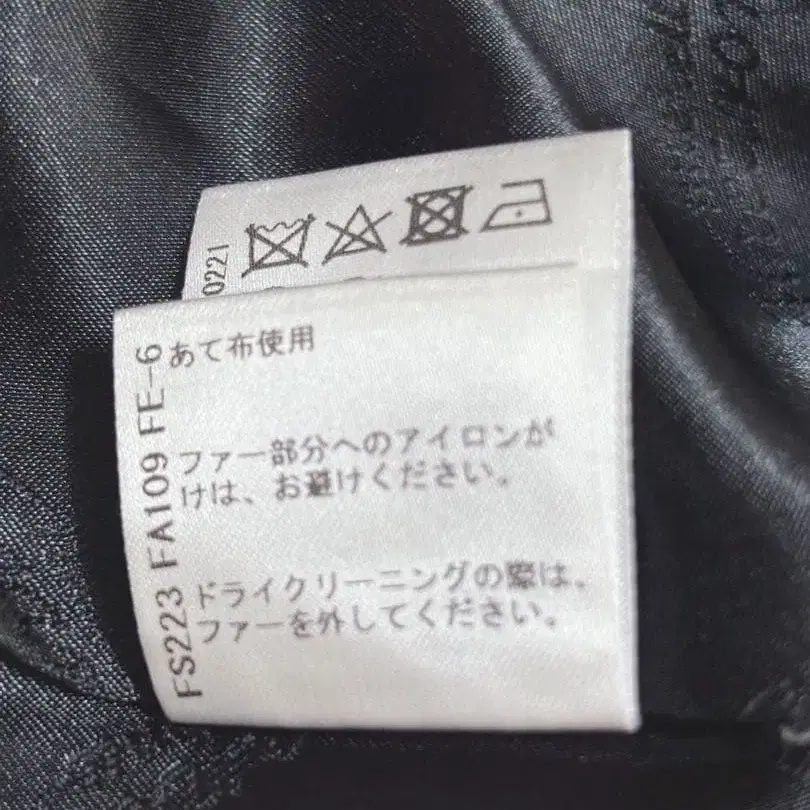 0221
あて布使用
ファー部分へのアイロンが
けは、お避けください。
ドライクリーニングの際は、
ファーを外してください。
FS223 FA109 FE-6